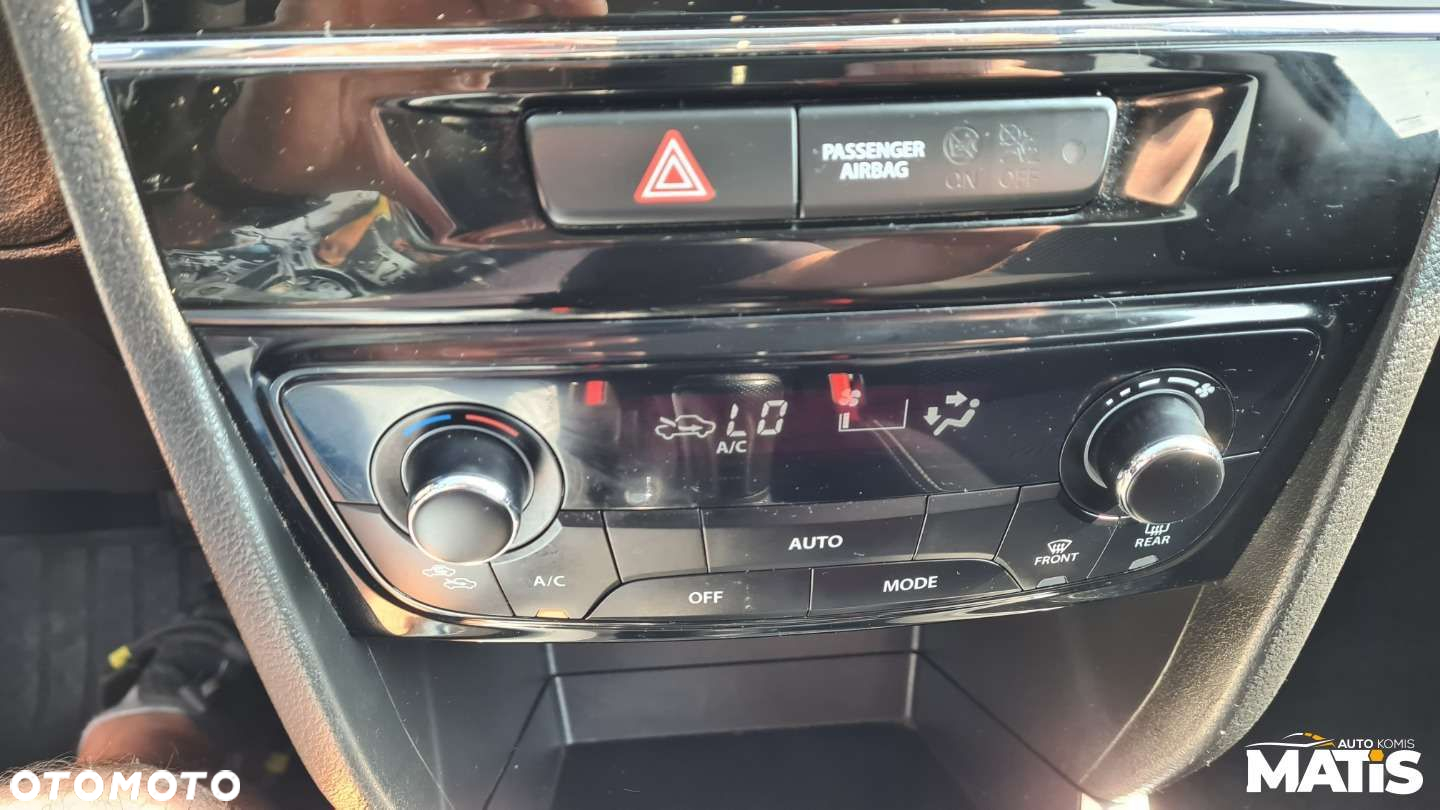 PASSENGER
AIRBAG
ON OFF
LO
A/C
AUTO
A/C
OFF
MODE
FRONT
REAR
OTOMOTO
AUTO KOMIS
MATiS